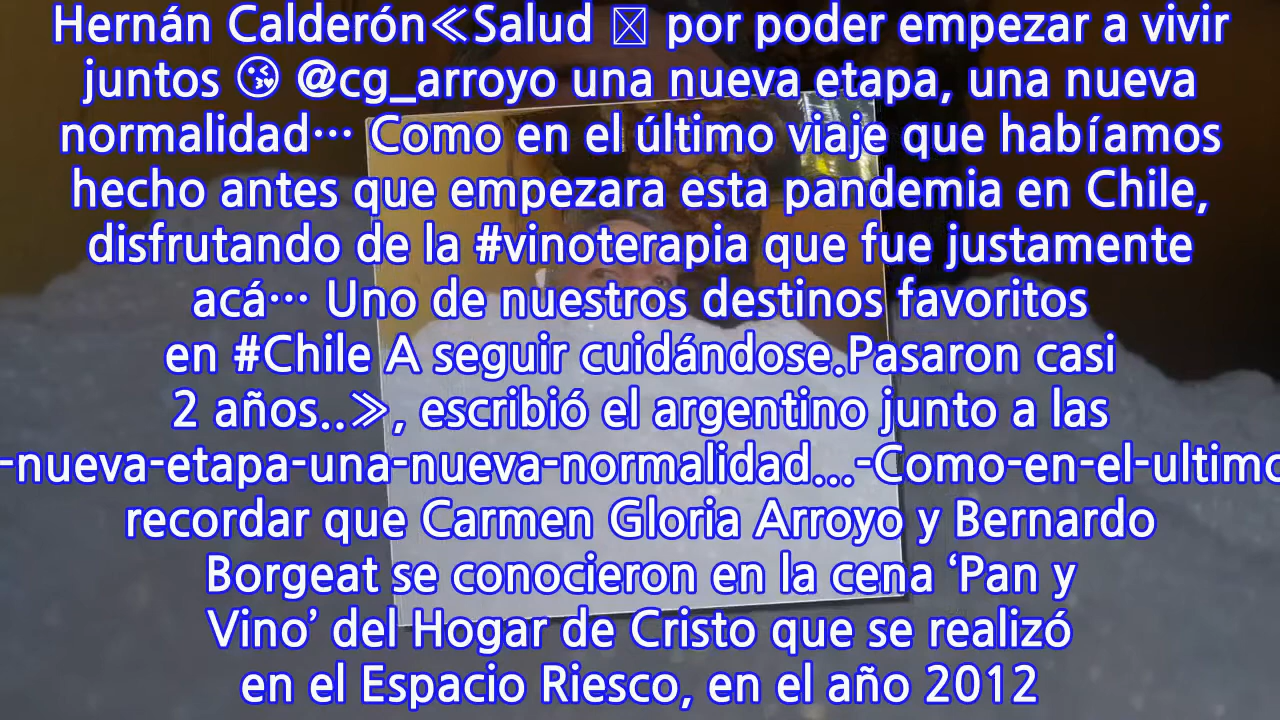 Hernán Calderón≪Salud 🥂 por poder empezar a vivir
juntos 😘 @cg_arroyo una nueva etapa, una nueva
normalidad… Como en el último viaje que habíamos
hecho antes que empezara esta pandemia en Chile,
disfrutando de la #vinoterapia que fue justamente
acá… Uno de nuestros destinos favoritos
en #Chile A seguir cuidándose.Pasaron casi
2 años..≫, escribió el argentino junto a las
-nueva-etapa-una-nueva-normalidad...-Como-en-el-ultimo
recordar que Carmen Gloria Arroyo y Bernardo
Borgeat se conocieron en la cena ‘Pan y
Vino’ del Hogar de Cristo que se realizó
en el Espacio Riesco, en el año 2012